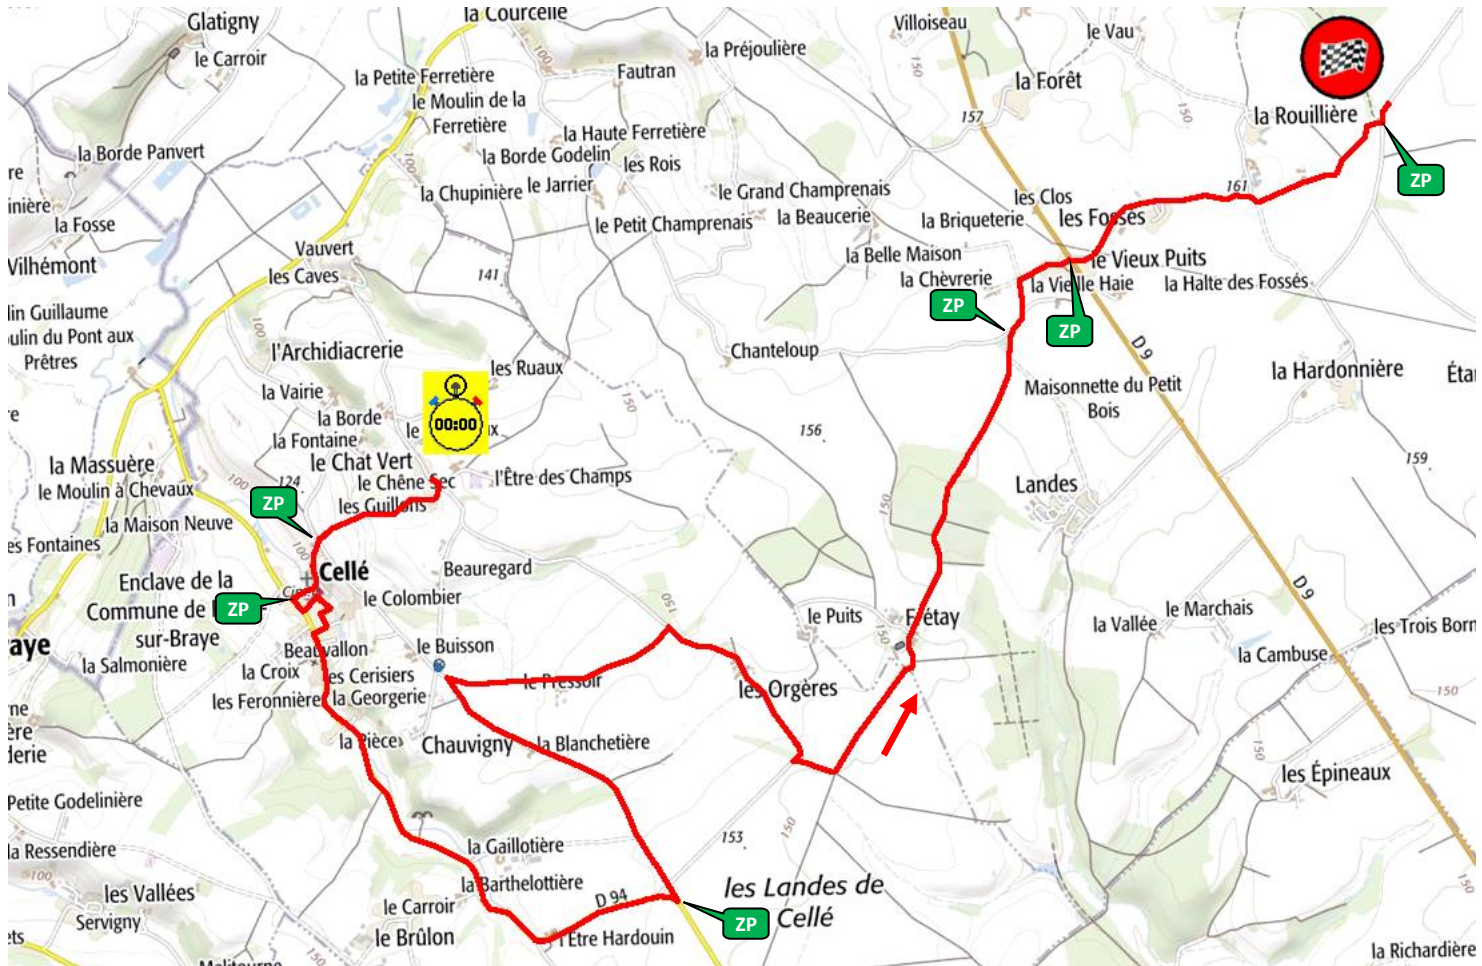 Glatigny
la Courcelle
Villoiseau
le Vau
le Carroir
la Préjoulière
la Petite Ferretière
Fautran
la Forêt
le Moulin de la
Ferretière
la Rouillière
la Haute Ferretière
la Borde Panvert
la Borde Godelin
les Rois
ZP
la Chupinière
le Jarrier
le Grand Champrenais
les Clos
la Fosse
le Petit Champrenais
la Beaucerie
la Briqueterie
les Fossés
Vauvert
Vilhémont
les Caves
la Belle Maison
le Vieux Puits
la Chèvrerie
la Vieille Haie
la Halte des Fossés
lin Guillaume
ulin du Pont aux
Prêtres
ZP
ZP
l'Archidiacrerie
Chanteloup
D 9
les Ruaux
la Hardonnière
Éta
la Vairie
Maisonnette du Petit
Bois
la Borde
00:00
la Fontaine
le
ix
la Massuère
le Chat Vert
le Moulin à Chevaux
le Chêne Sec
l'Être des Champs
Landes
les Guillons
ZP
la Maison Neuve
es Fontaines
Cellé
Beauregard
Enclave de la
Commune de
sur-Braye
ZP
le Colombier
D 9
le Marchais
le Puits
Frétay
la Vallée
les Trois Born
aye
Beauvallon
le Buisson
la Salmonière
la Croix
les Cerisiers
la Cambuse
les Feronnière
la Georgerie
le Pressoir
les Orgères
la Pièce
Chauvigny
la Blanchetière
les Épineaux
Petite Godelinière
la Ressendière
la Gaillotière
les Vallées
la Barthelottière
les Landes de
Cellé
Servigny
le Carroir
D 94
ZP
le Brûlon
l'Être Hardouin
la Richardière
157
161
141
156
159
124
153
100
150